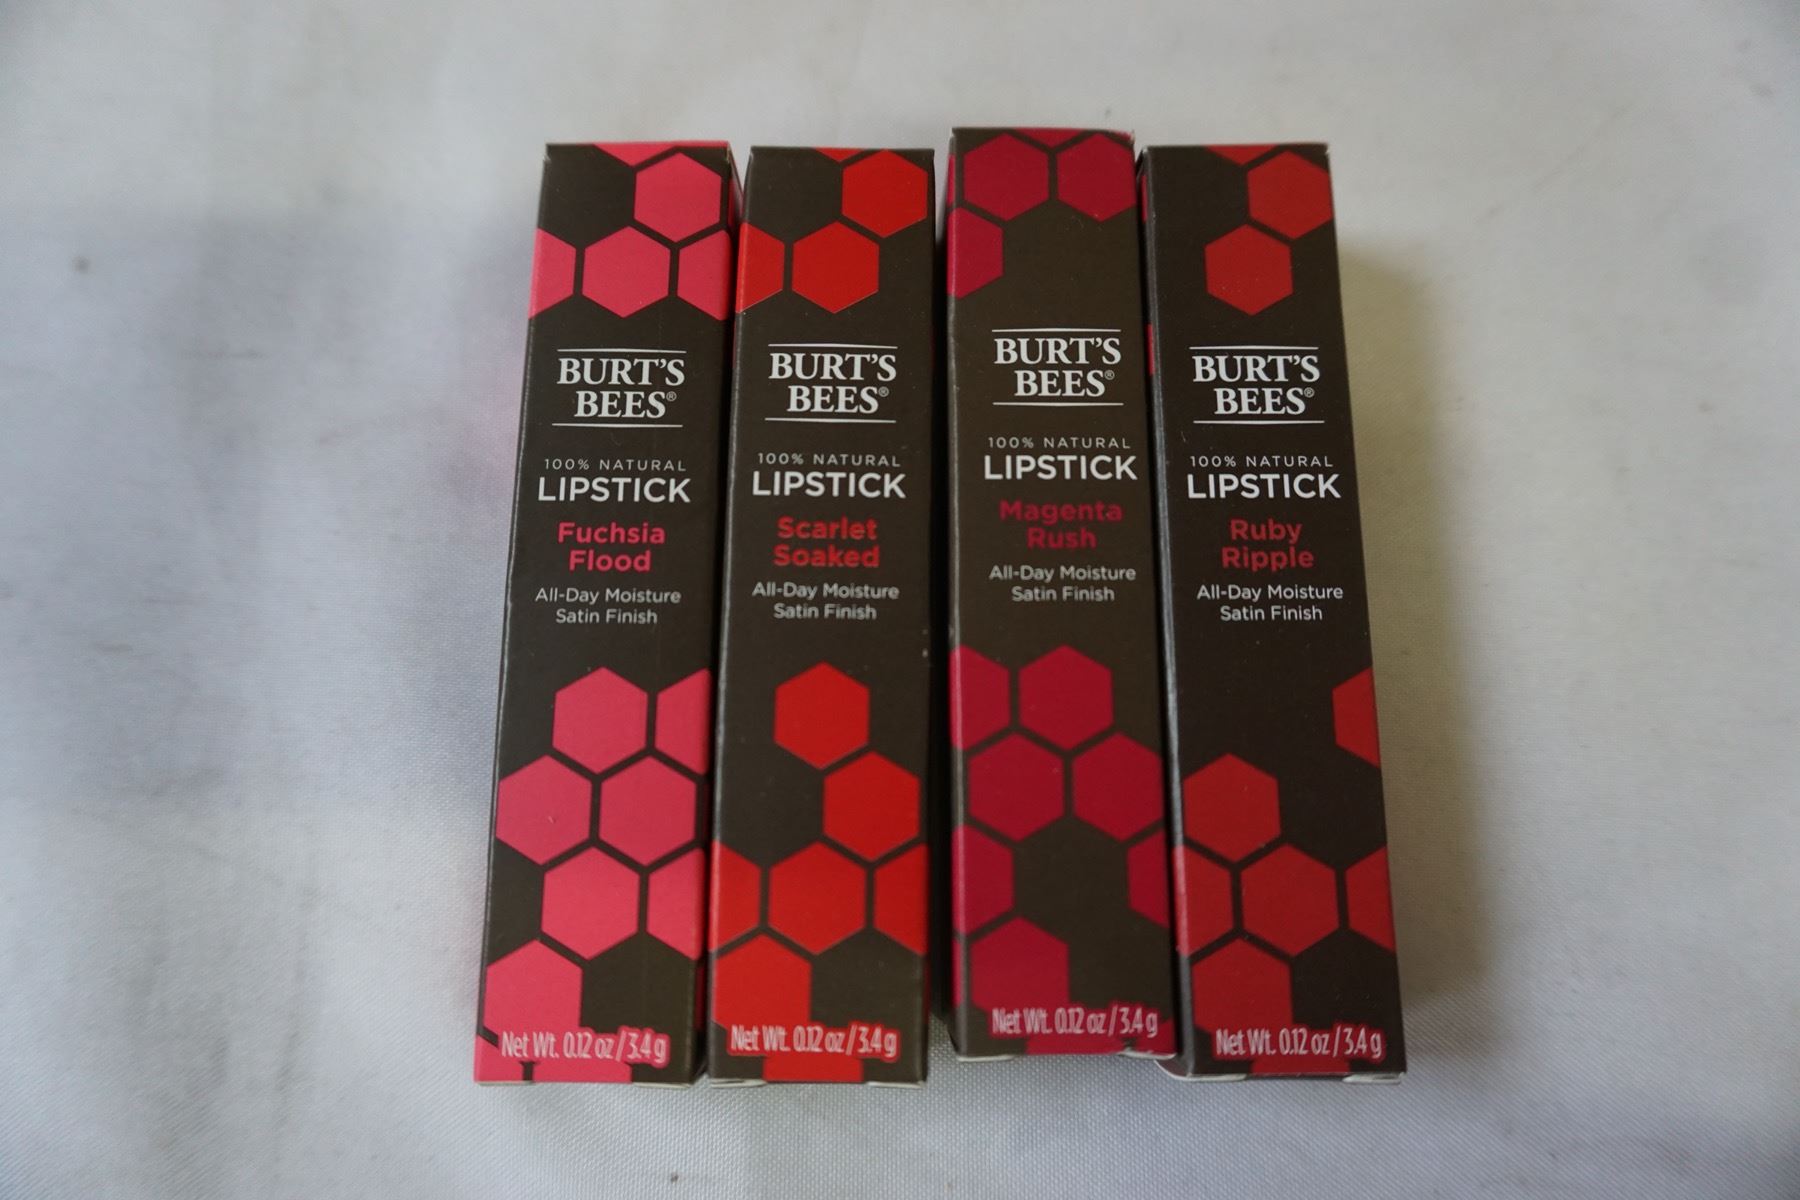 BURT'S
BEES®
100% NATURAL
LIPSTICK
Fuchsia
Flood
All-Day Moisture
Satin Finish
Net Wt. 0.12 oz / 3.4 g
BURT'S
BEES®
100% NATURAL
LIPSTICK
Scarlet
Soaked
All-Day Moisture
Satin Finish
Net Wt. 0.12 oz / 3.4 g
BURT'S
BEES®
100% NATURAL
LIPSTICK
Magenta
Rush
All-Day Moisture
Satin Finish
Net Wt. 0.12 oz / 3.4 g
BURT'S
BEES®
100% NATURAL
LIPSTICK
Ruby
Ripple
All-Day Moisture
Satin Finish
Net Wt. 0.12 oz / 3.4 g